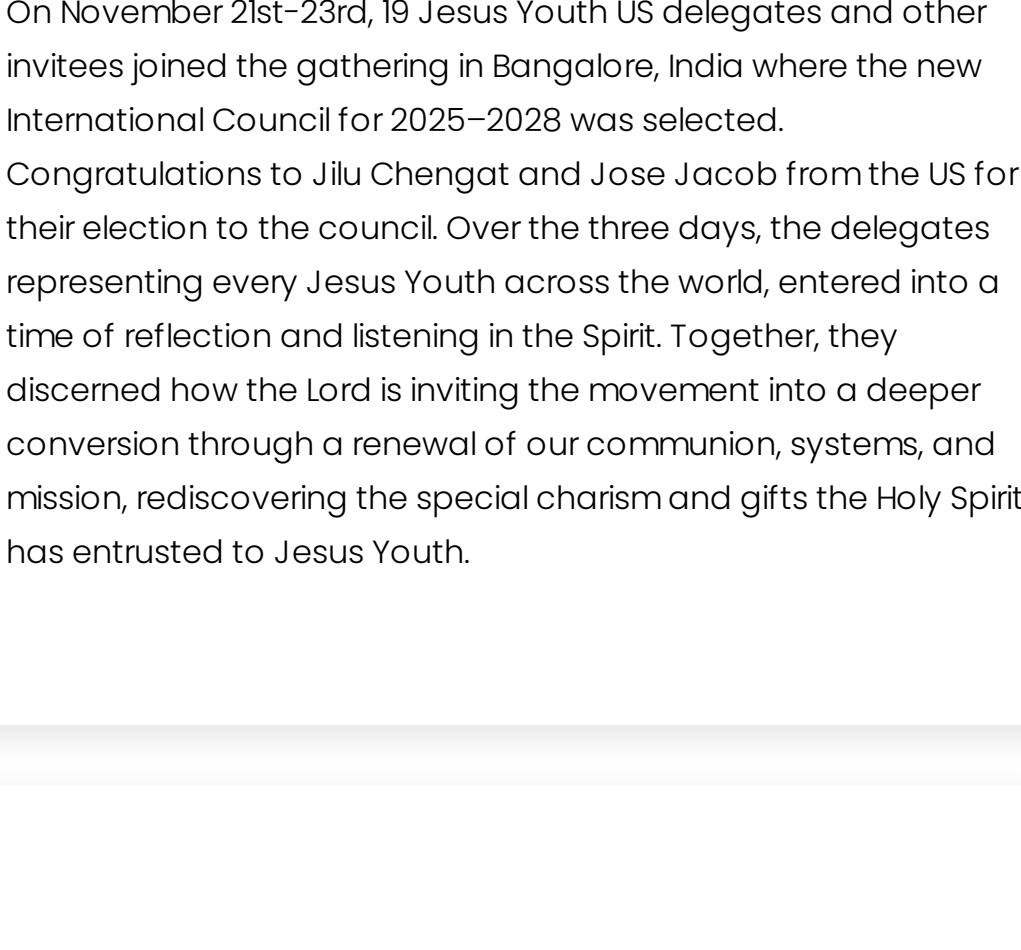 On November 21st-23rd, 19 Jesus Youth US delegates and other
invitees joined the gathering in Bangalore, India where the new
International Council for 2025–2028 was selected.
Congratulations to Jilu Chengat and Jose Jacob from the US for
their election to the council. Over the three days, the delegates
representing every Jesus Youth across the world, entered into a
time of reflection and listening in the Spirit. Together, they
discerned how the Lord is inviting the movement into a deeper
conversion through a renewal of our communion, systems, and
mission, rediscovering the special charism and gifts the Holy Spirit
has entrusted to Jesus Youth.